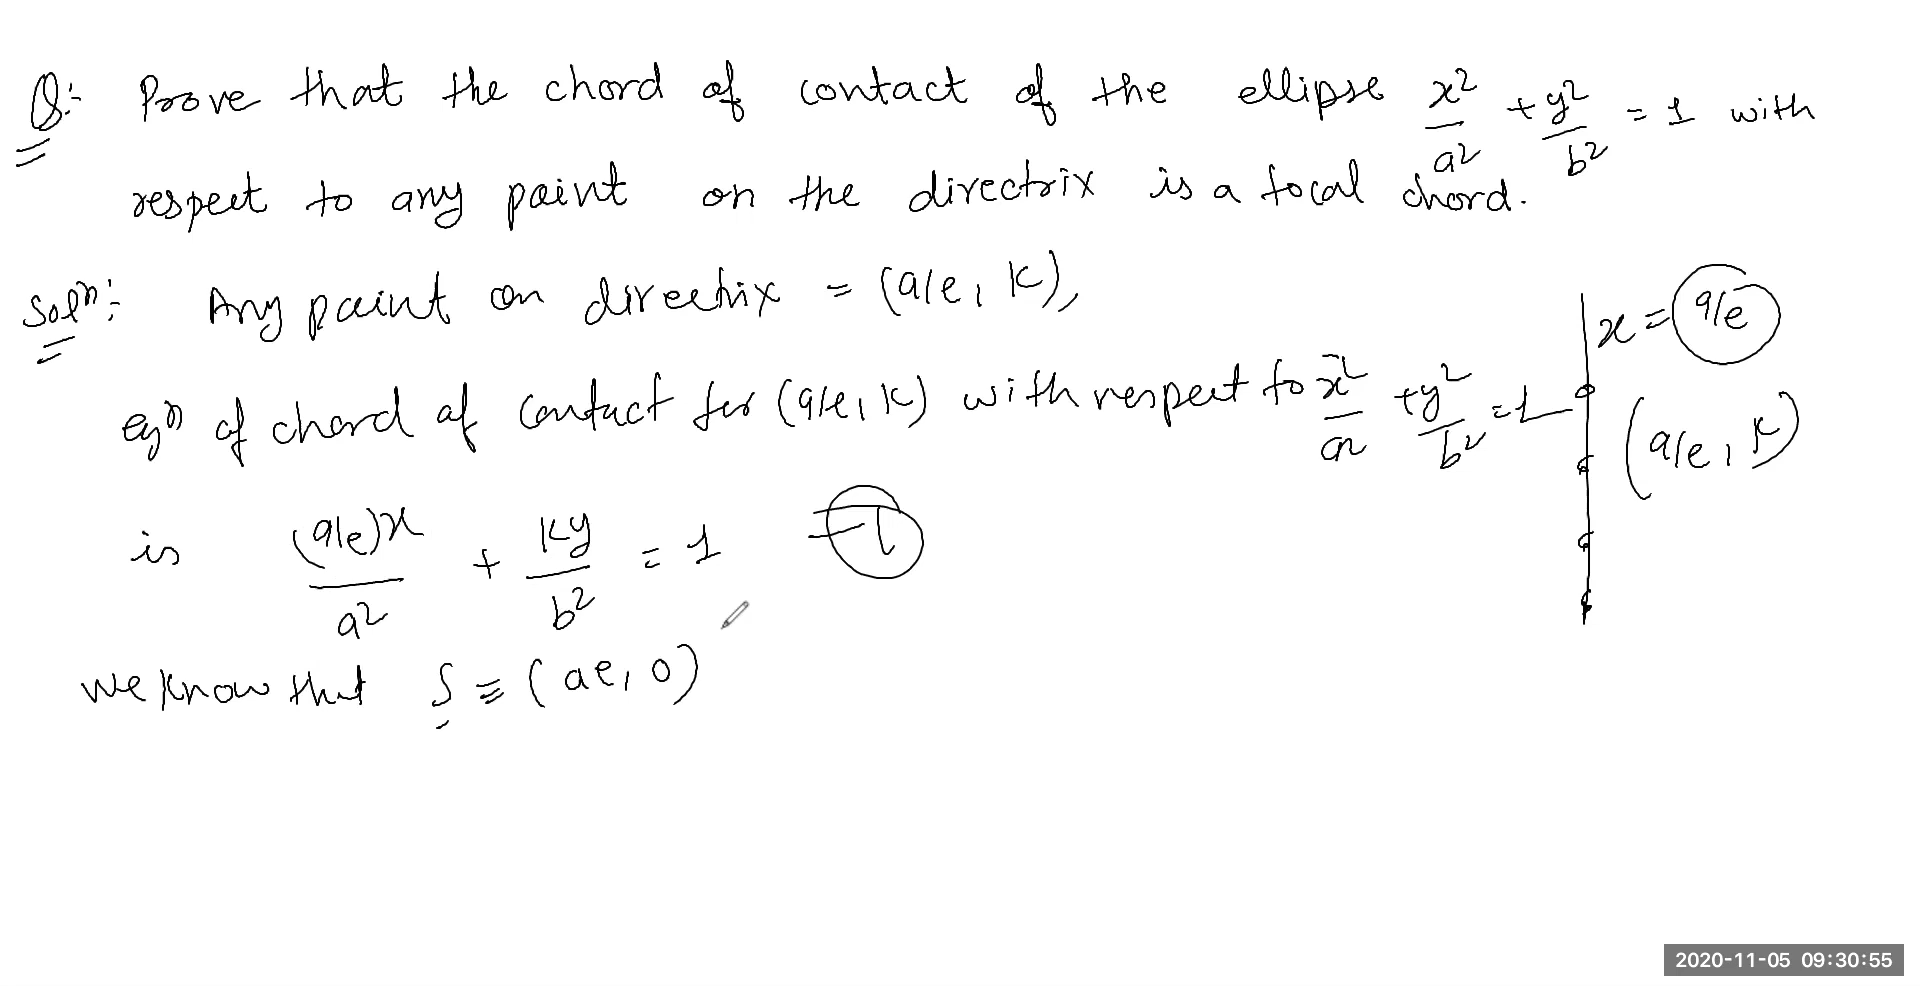 Q:- Prove that the chord of contact of the ellipse x²/a² + y²/b² = 1 with
respect to any point on the directrix is a focal chord.
Solⁿ:- Any point on directrix = (a/e, k),
x = a/e
eqⁿ of chord of contact for (a/e, k) with respect to x²/a² + y²/b² = 1
(a/e, k)
is (a/e)x/a² + ky/b² = 1 — 1
we know that S ≡ (ae, 0)
2020-11-05 09:30:55